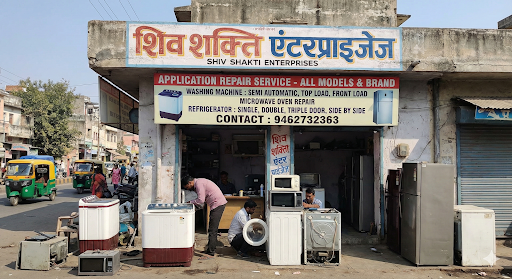 शिव शक्ति एंटरप्राइजेज
SHIV SHAKTI ENTERPRISES
APPLICATION REPAIR SERVICE - ALL MODELS & BRAND
WASHING MACHINE : SEMI AUTOMATIC, TOP LOAD, FRONT LOAD
MICROWAVE OVEN REPAIR
REFRIGERATOR : SINGLE, DOUBLE, TRIPLE DOOR, SIDE BY SIDE
CONTACT : 9462732363
शिव
शक्ति
एंटर